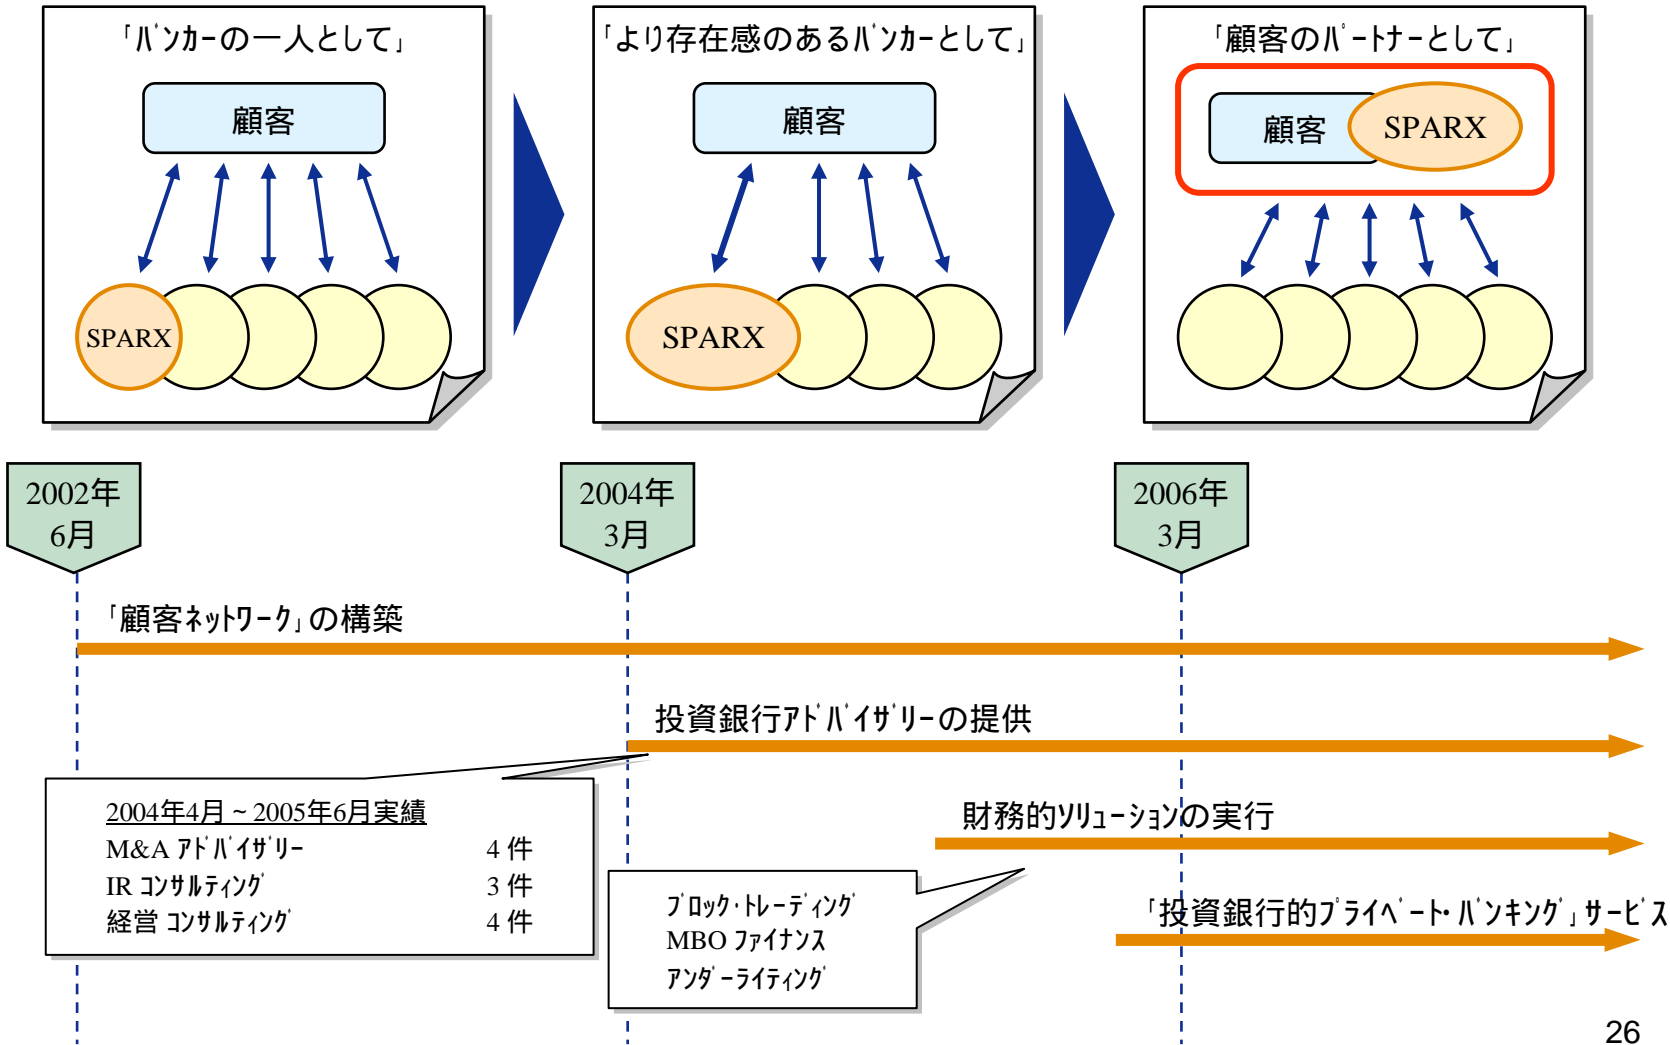 「ﾊﾞﾝｶｰの一人として」
「より存在感のあるﾊﾞﾝｶｰとして」
「顧客のﾊﾟｰﾄﾅｰとして」
顧客
顧客
顧客
SPARX
SPARX
SPARX
2002年
6月
2004年
3月
2006年
3月
「顧客ﾈｯﾄﾜｰｸ」の構築
投資銀行ｱﾄﾞﾊﾞｲｻﾞﾘｰの提供
2004年4月~2005年6月実績
M&A ｱﾄﾞﾊﾞｲｻﾞﾘｰ 4 件
IR ｺﾝｻﾙﾃｨﾝｸﾞ 3 件
経営 ｺﾝｻﾙﾃｨﾝｸﾞ 4 件
財務的ｿﾘｭｰｼｮﾝの実行
ﾌﾞﾛｯｸ･ﾄﾚｰﾃﾞｨﾝｸﾞ
MBO ﾌｧｲﾅﾝｽ
ｱﾝﾀﾞｰﾗｲﾃｨﾝｸﾞ
「投資銀行的ﾌﾟﾗｲﾍﾞｰﾄ･ﾊﾞﾝｷﾝｸﾞ」ｻｰﾋﾞｽ
26